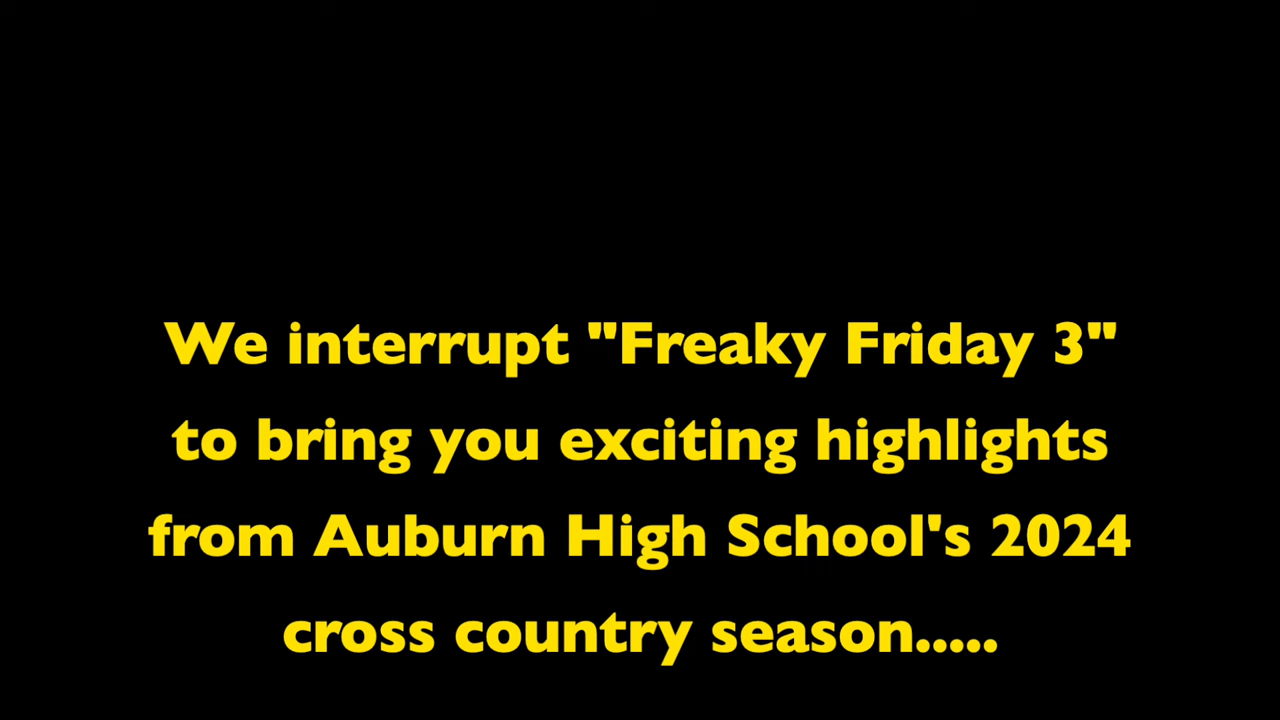 We interrupt "Freaky Friday 3"
to bring you exciting highlights
from Auburn High School's 2024
cross country season.....